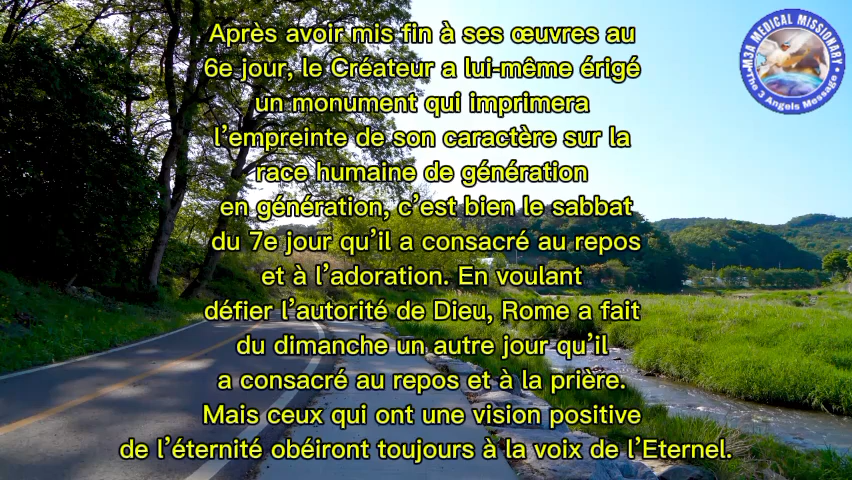 Après avoir mis fin à ses œuvres au
6e jour, le Créateur a lui-même érigé
un monument qui imprimera
l’empreinte de son caractère sur la
race humaine de génération
en génération, c’est bien le sabbat
du 7e jour qu’il a consacré au repos
et à l’adoration. En voulant
défier l’autorité de Dieu, Rome a fait
du dimanche un autre jour qu’il
a consacré au repos et à la prière.
Mais ceux qui ont une vision positive
de l’éternité obéiront toujours à la voix de l’Eternel.
M3A MEDICAL MISSIONARY
The 3 Angels Message